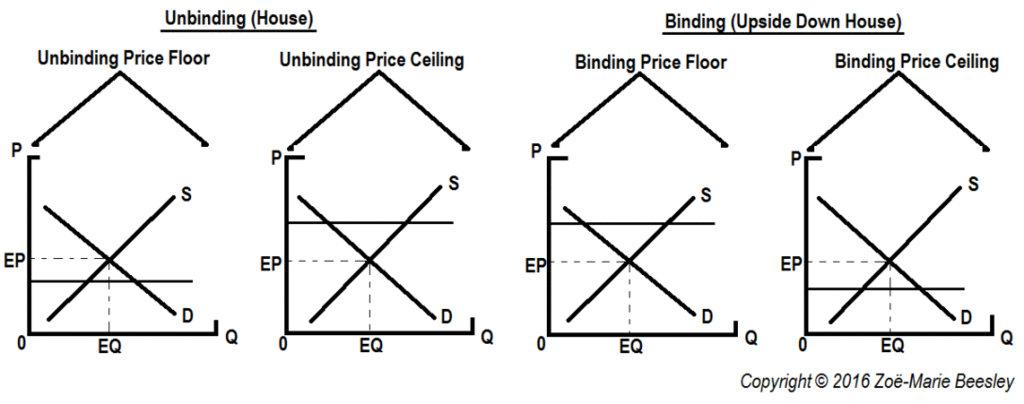 Unbinding (House)
Binding (Upside Down House)
Unbinding Price Floor
Unbinding Price Ceiling
Binding Price Floor
Binding Price Ceiling
P
S
EP
D
0
EQ
Q
P
S
EP
D
0
EQ
Q
P
S
EP
D
0
EQ
Q
P
S
EP
D
0
EQ
Q
Copyright © 2016 Zoë-Marie Beesley